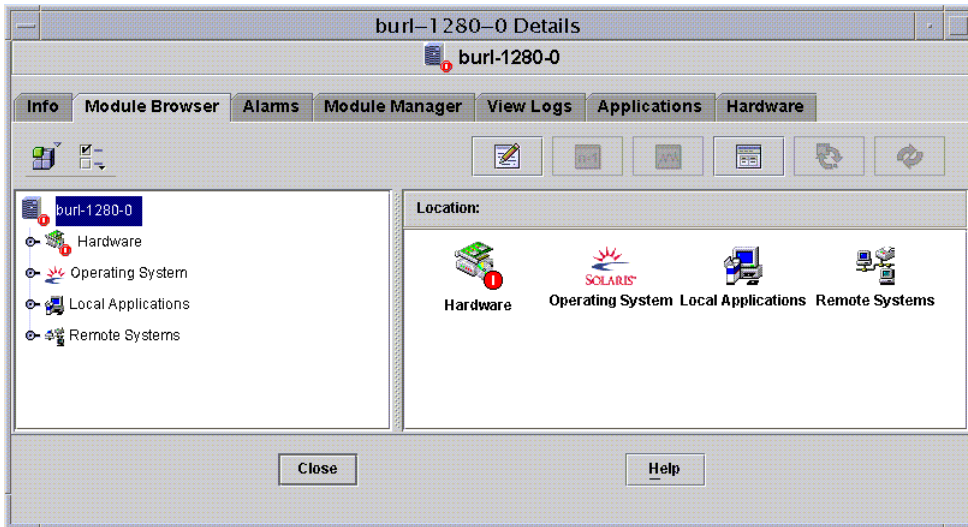 burl-1280-0 Details
burl-1280-0
Info Module Browser Alarms Module Manager View Logs Applications Hardware
n-1
burl-1280-0
Hardware
Operating System
Local Applications
Remote Systems
Location:
SOLARIS
Hardware Operating System Local Applications Remote Systems
Close Help